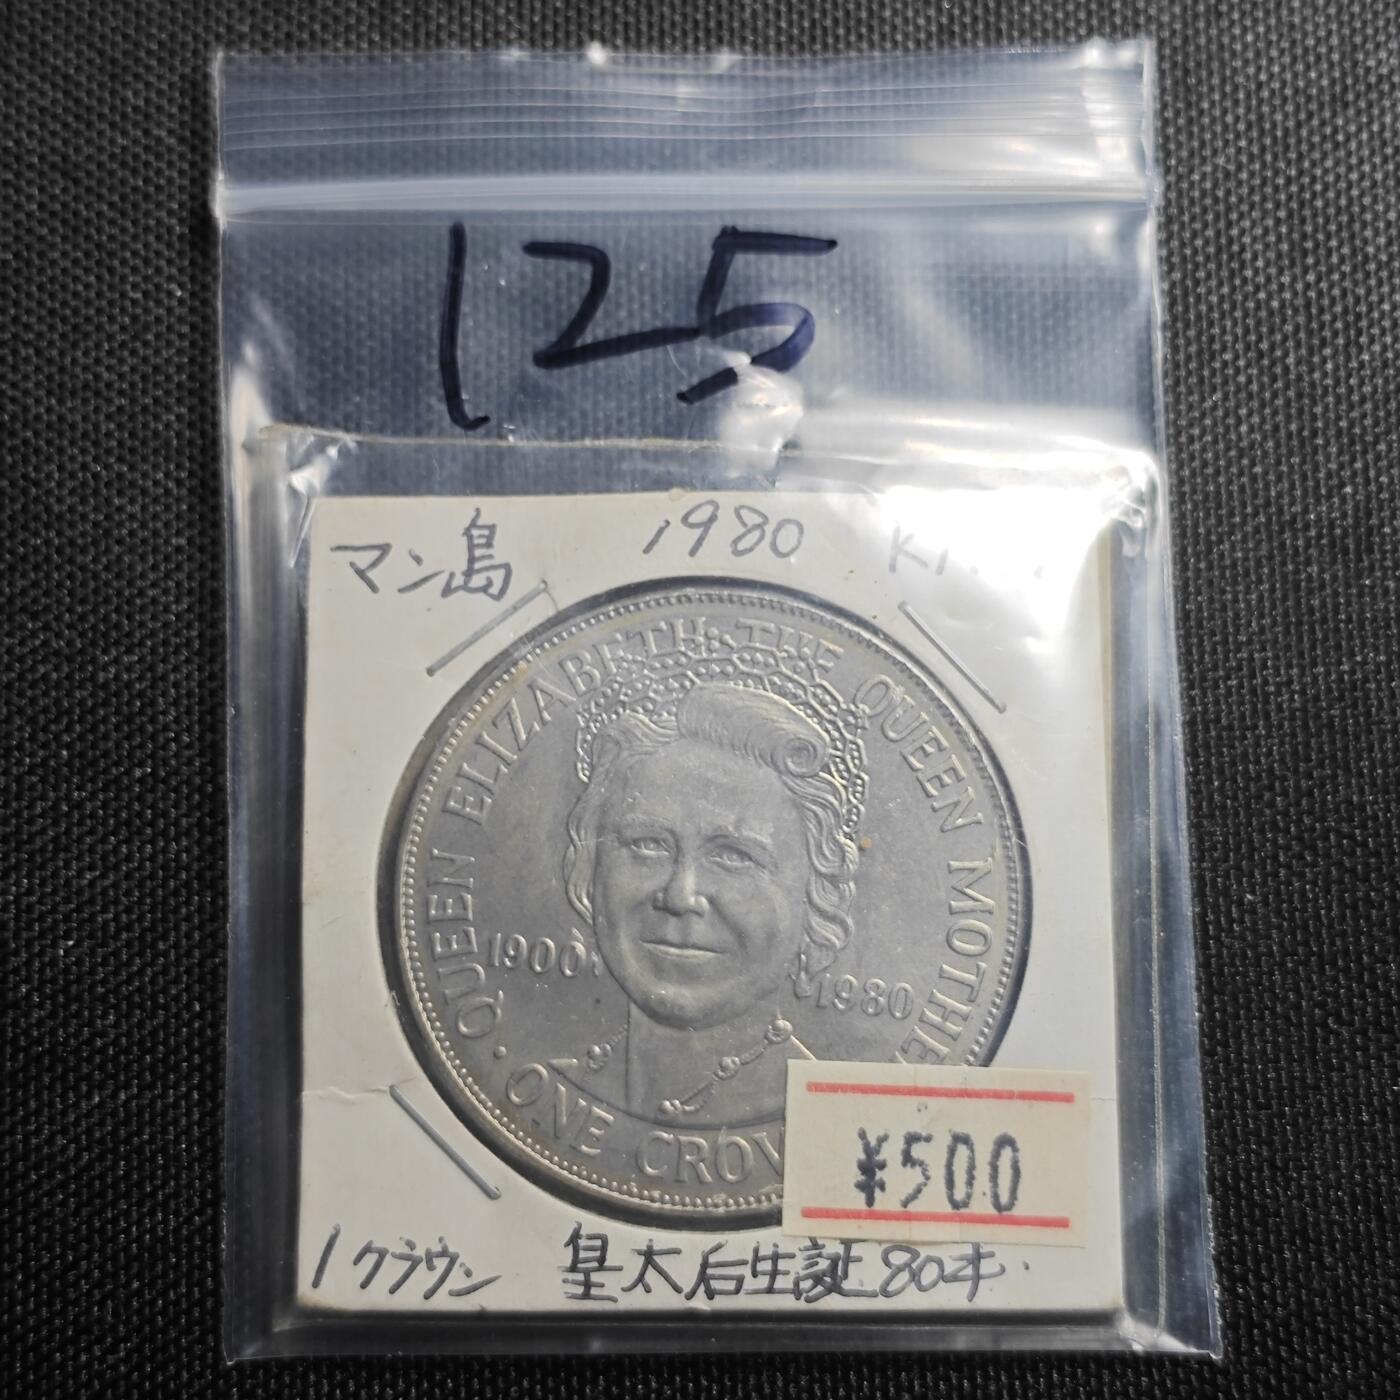 125
マン島 1980
QUEEN ELIZABETH THE QUEEN MOTHE
1900 1980
ONE CROW
¥500
1クラウン 皇太后生誕80才.